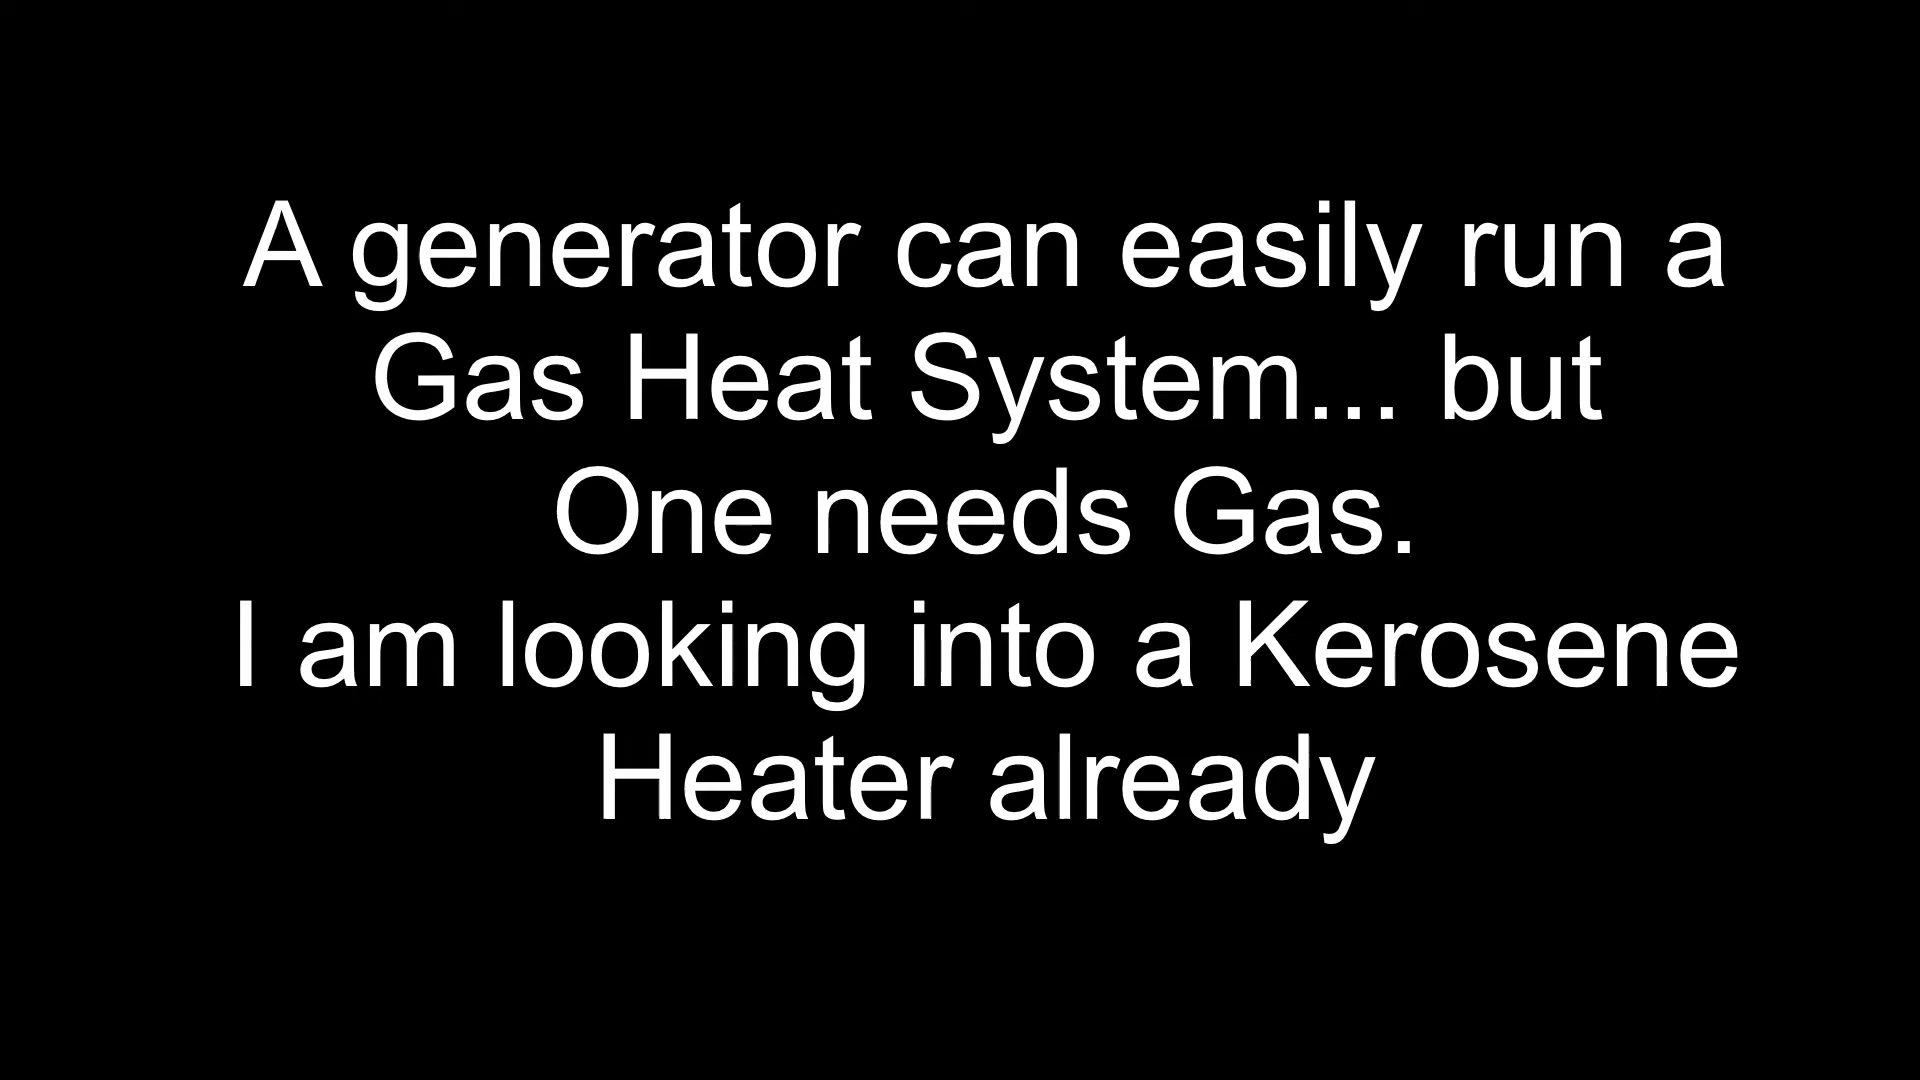 A generator can easily run a
Gas Heat System... but
One needs Gas.
I am looking into a Kerosene
Heater already